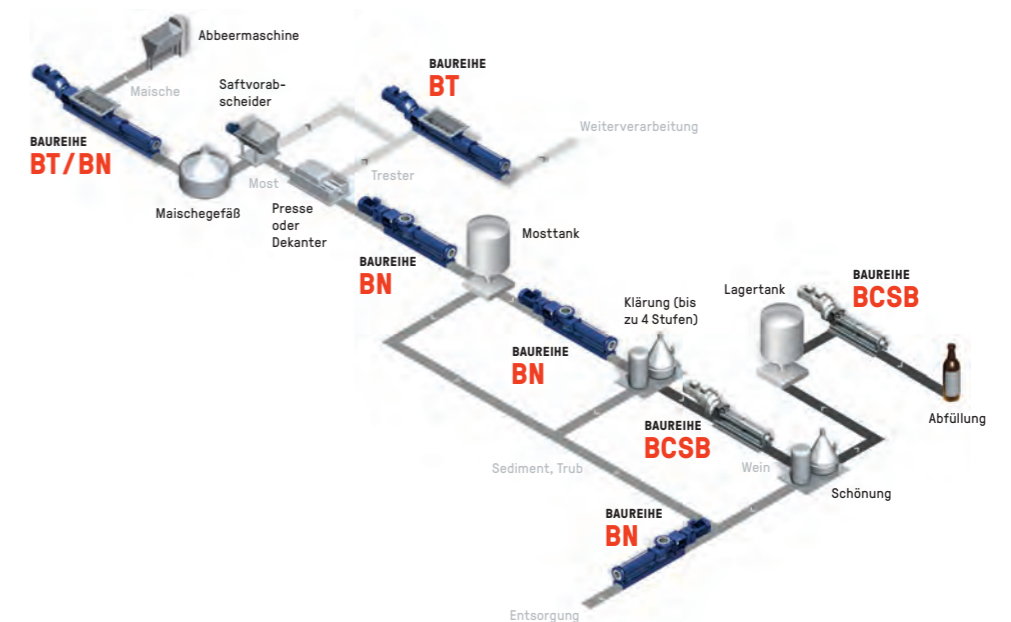 Abbeermaschine
Maische
Saftvorab-
scheider
BAUREIHE
BT
Weiterverarbeitung
BAUREIHE
BT/BN
Most
Trester
Maischegefäß
Presse
oder
Dekanter
Mosttank
BAUREIHE
BN
Klärung (bis
zu 4 Stufen)
Lagertank
BAUREIHE
BCSB
BAUREIHE
BN
Abfüllung
BAUREIHE
BCSB
Wein
Sediment, Trub
Schönung
BAUREIHE
BN
Entsorgung